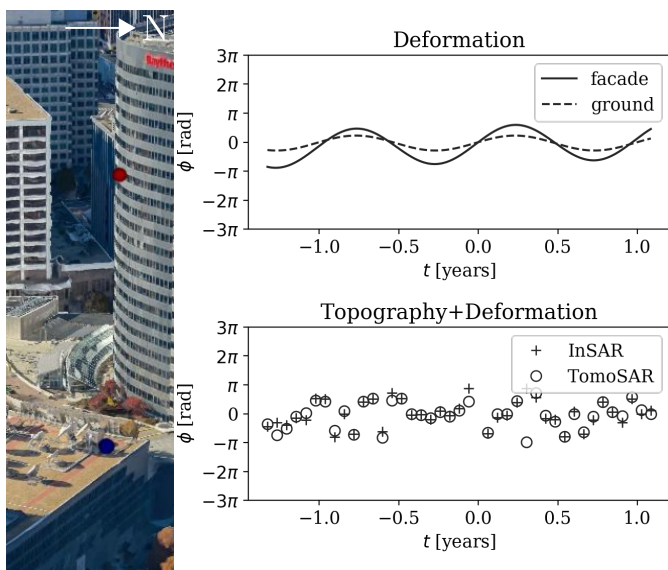 N
Deformation
3π
2π
π
0
−π
−2π
−3π
ϕ [rad]
facade
ground
−1.0 −0.5 0.0 0.5 1.0
t [years]
Topography+Deformation
3π
2π
π
0
−π
−2π
−3π
ϕ [rad]
InSAR
TomoSAR
−1.0 −0.5 0.0 0.5 1.0
t [years]